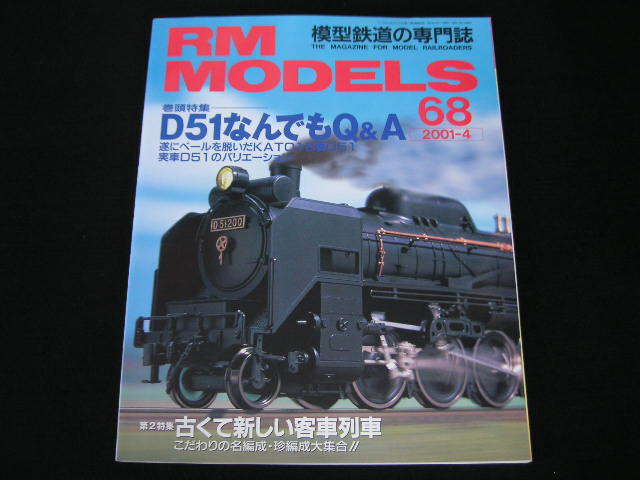 RM
MODELS
模型鉄道の専門誌
THE MAGAZINE FOR MODEL RAILROADERS
68
2001-4
巻頭特集
D51なんでもQ&A
遂にベールを脱いだKATO
D51
実車D51のバリエーション
D51200
第2特集
古くて新しい客車列車
こだわりの名編成・珍編成大集合!!